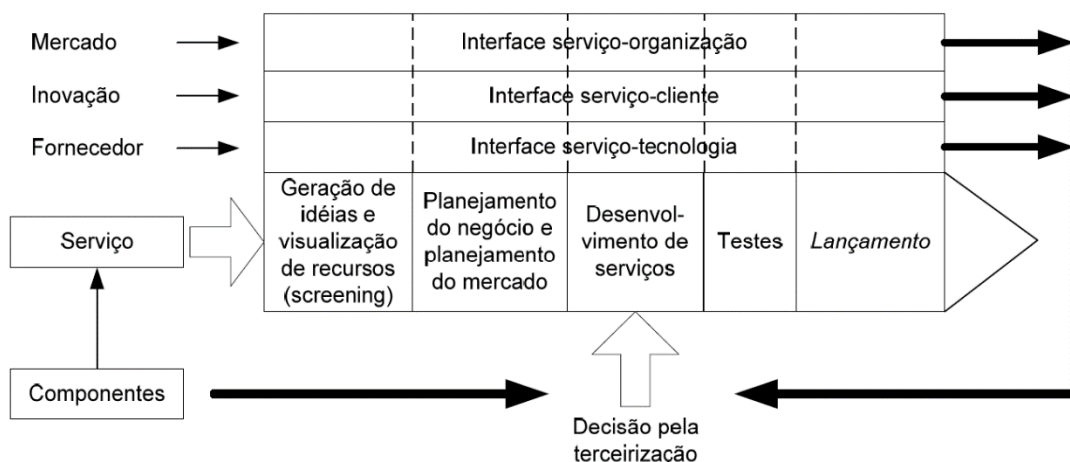 Mercado
Interface serviço-organização
Inovação
Interface serviço-cliente
Fornecedor
Interface serviço-tecnologia
Serviço
Geração de
idéias e
visualização
de recursos
(screening)
Planejamento
do negócio e
planejamento
do mercado
Desenvol-
vimento de
serviços
Testes
Lançamento
Componentes
Decisão pela
terceirização